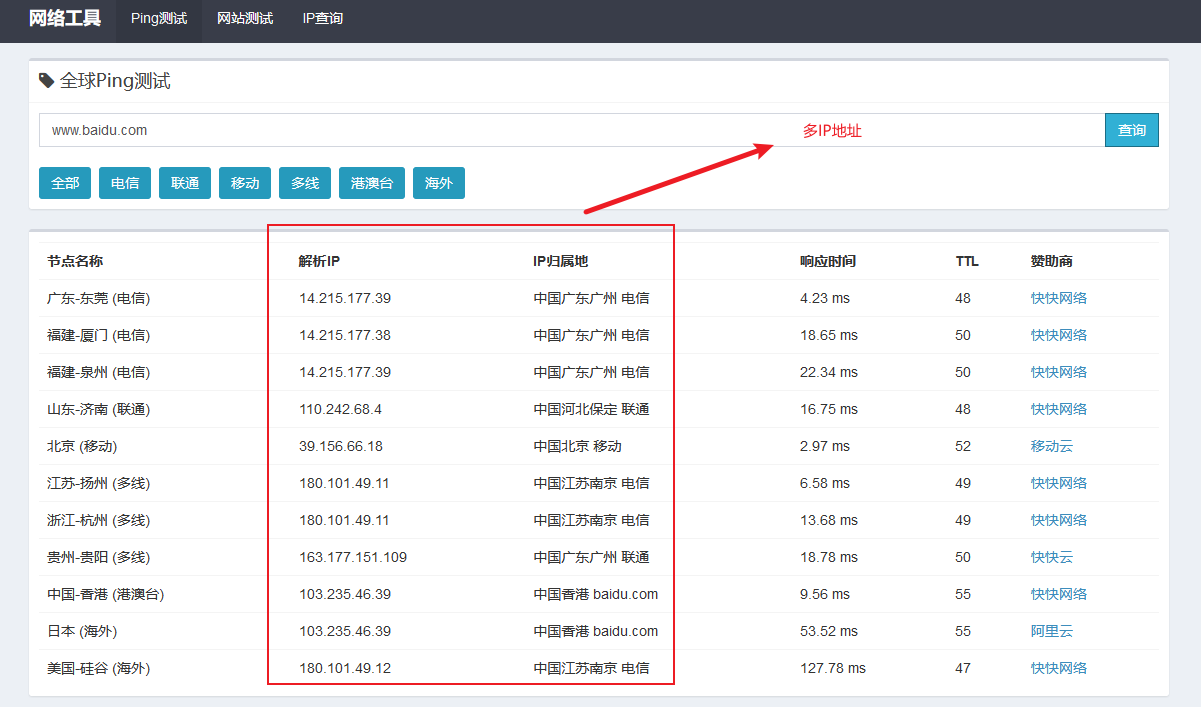 网络工具 Ping测试 网站测试 IP查询
全球Ping测试
www.baidu.com 多IP地址 查询
全部 电信 联通 移动 多线 港澳台 海外
节点名称 解析IP IP归属地 响应时间 TTL 赞助商
广东-东莞 (电信) 14.215.177.39 中国广东广州 电信 4.23 ms 48 快快网络
福建-厦门 (电信) 14.215.177.38 中国广东广州 电信 18.65 ms 50 快快网络
福建-泉州 (电信) 14.215.177.39 中国广东广州 电信 22.34 ms 50 快快网络
山东-济南 (联通) 110.242.68.4 中国河北保定 联通 16.75 ms 48 快快网络
北京 (移动) 39.156.66.18 中国北京 移动 2.97 ms 52 移动云
江苏-扬州 (多线) 180.101.49.11 中国江苏南京 电信 6.58 ms 49 快快网络
浙江-杭州 (多线) 180.101.49.11 中国江苏南京 电信 13.68 ms 49 快快网络
贵州-贵阳 (多线) 163.177.151.109 中国广东广州 联通 18.78 ms 50 快快云
中国-香港 (港澳台) 103.235.46.39 中国香港 baidu.com 9.56 ms 55 快快网络
日本 (海外) 103.235.46.39 中国香港 baidu.com 53.52 ms 55 阿里云
美国-硅谷 (海外) 180.101.49.12 中国江苏南京 电信 127.78 ms 47 快快网络